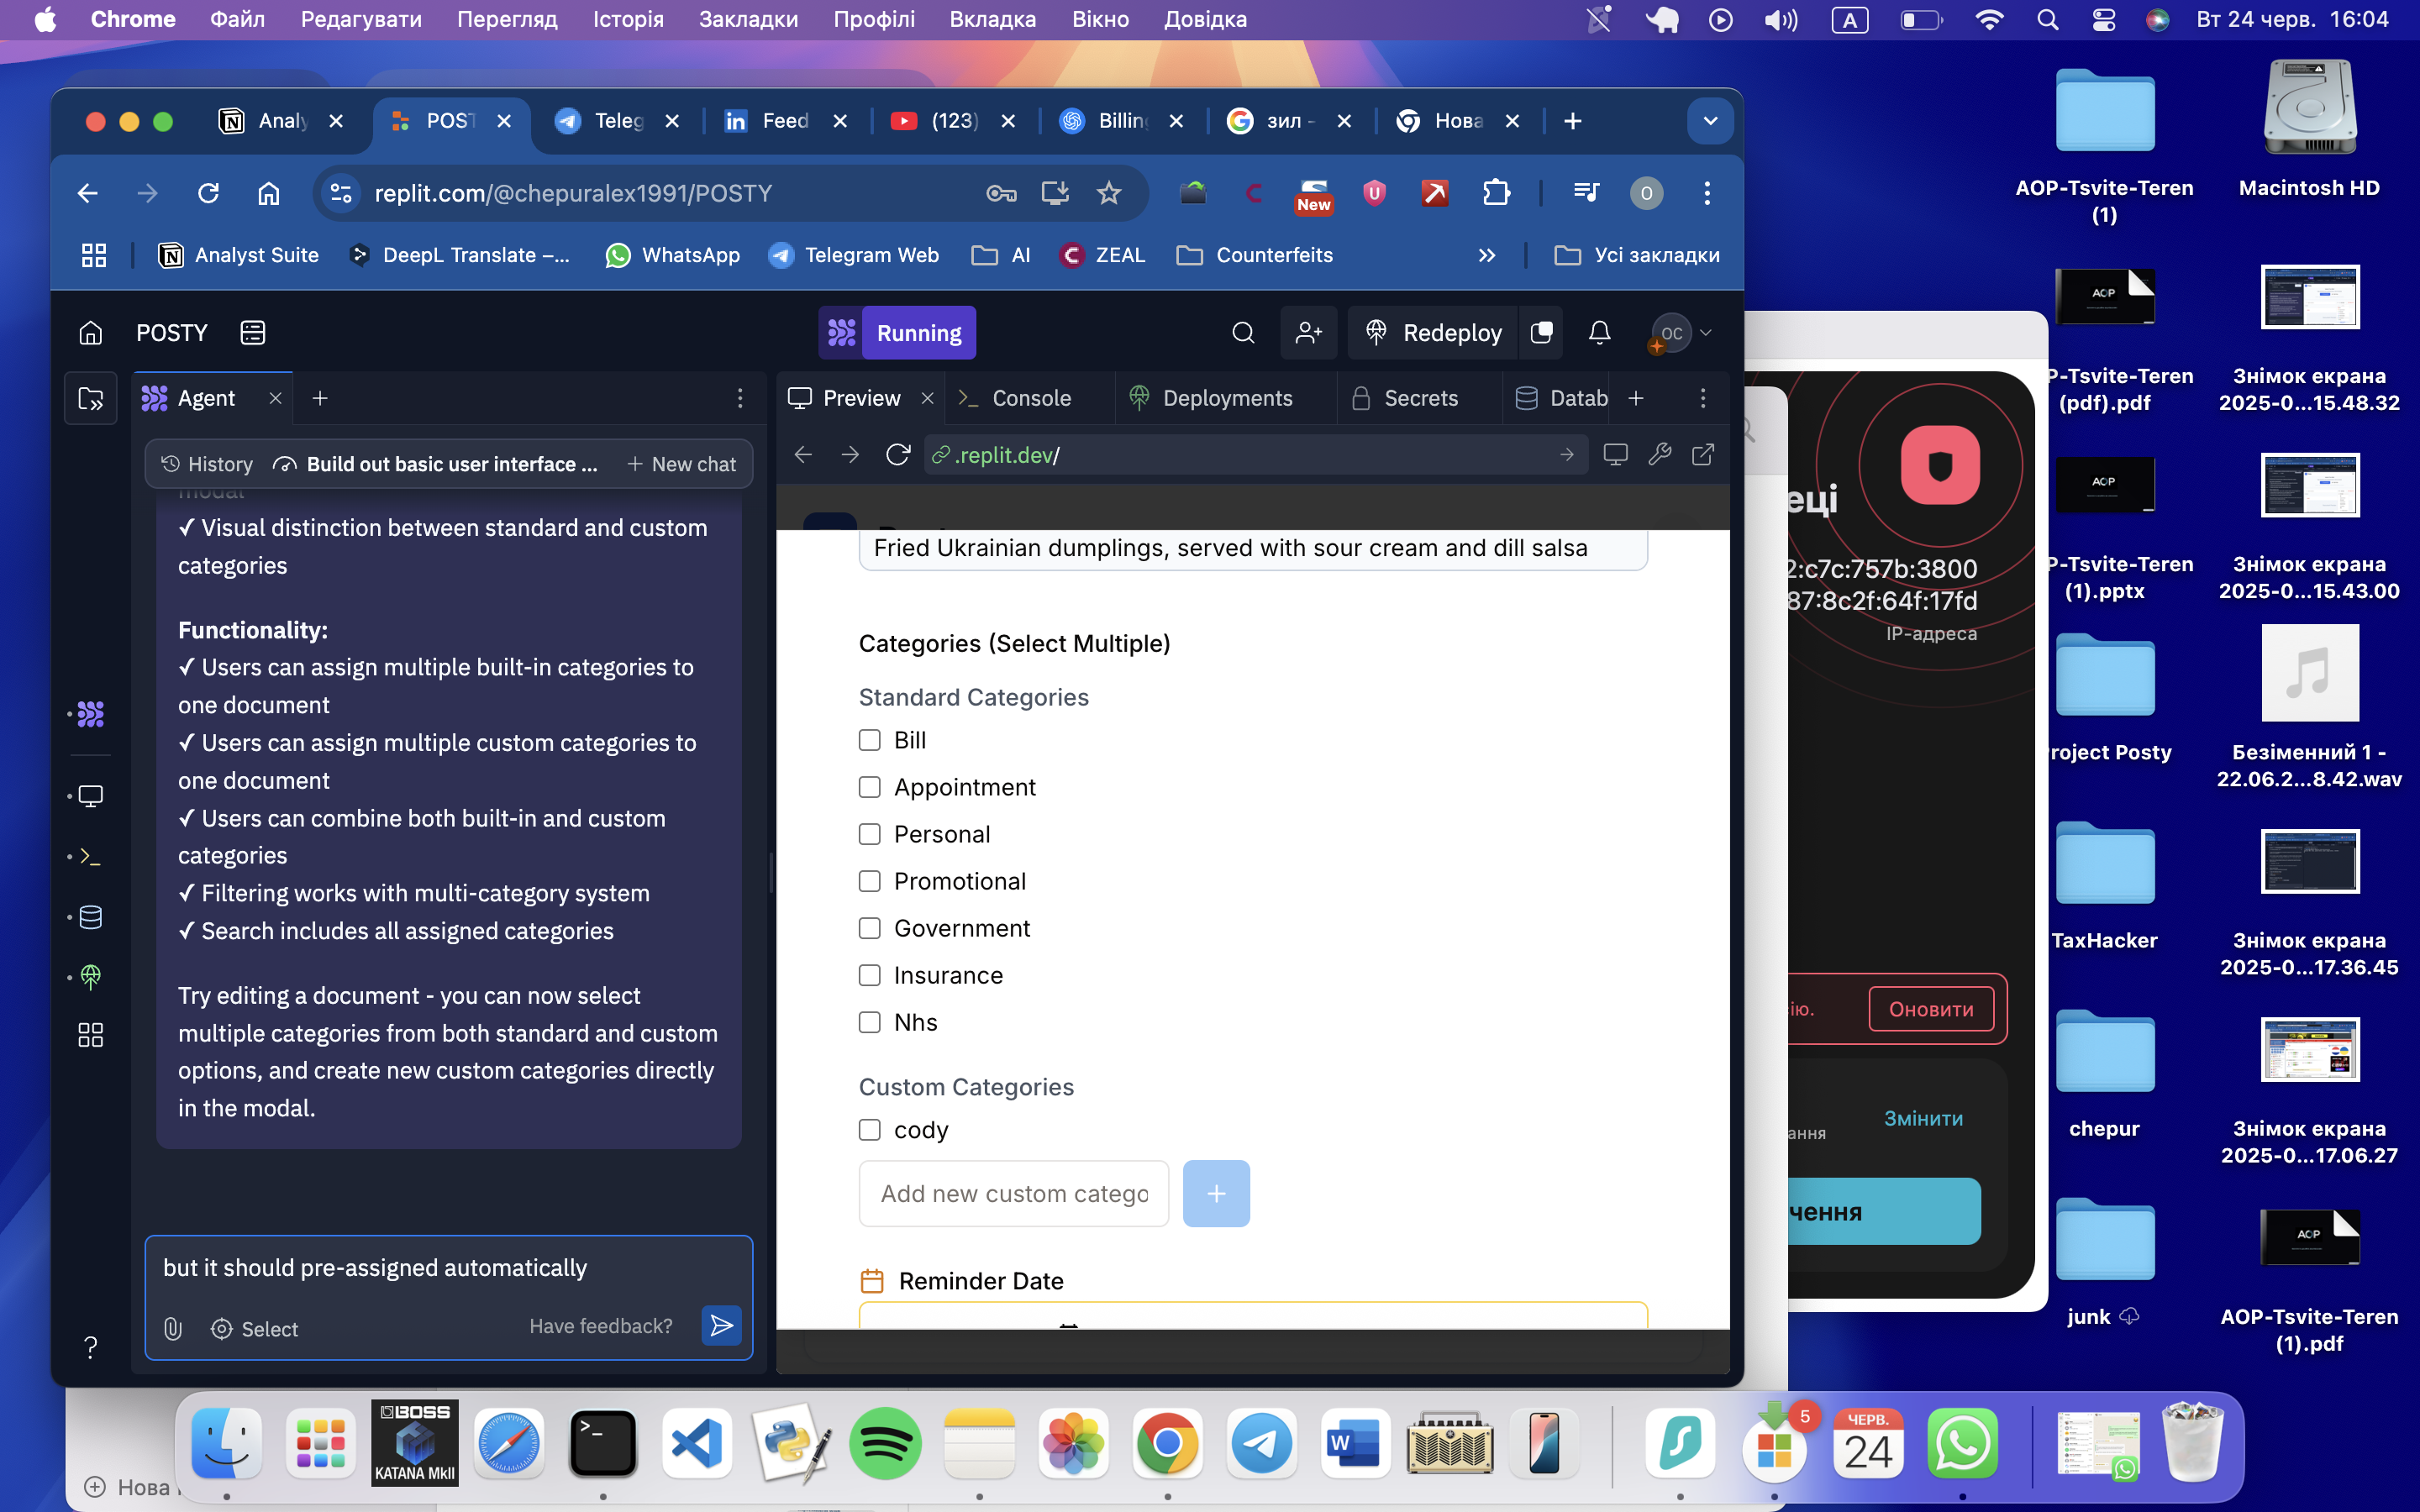 Chrome Файл Редагувати Перегляд Історія Закладки Профілі Вкладка Вікно Довідка
A Вт 24 черв. 16:04
Analy POST Teleg Feed (123) Billing зил - Нова
replit.com/@chepuralex1991/POSTY
New
O
Analyst Suite DeepL Translate –... WhatsApp Telegram Web AI ZEAL Counterfeits Усі закладки
POSTY
Running
Redeploy
OC
Agent
Preview Console Deployments Secrets Datab
History Build out basic user interface ... New chat
.replit.dev/
modal
✓ Visual distinction between standard and custom
categories
Functionality:
✓ Users can assign multiple built-in categories to
one document
✓ Users can assign multiple custom categories to
one document
✓ Users can combine both built-in and custom
categories
✓ Filtering works with multi-category system
✓ Search includes all assigned categories
Try editing a document - you can now select
multiple categories from both standard and custom
options, and create new custom categories directly
in the modal.
but it should pre-assigned automatically
Select
Have feedback?
?
Fried Ukrainian dumplings, served with sour cream and dill salsa
Categories (Select Multiple)
Standard Categories
Bill
Appointment
Personal
Promotional
Government
Insurance
Nhs
Custom Categories
cody
Add new custom catego
+
Reminder Date
еці
2:c7c:757b:3800
87:8c2f:64f:17fd
IP-адреса
ію.
Оновити
Змінити
ання
чення
AOP-Tsvite-Teren
(1)
Macintosh HD
AOP
P-Tsvite-Teren
(pdf).pdf
Знімок екрана
2025-0...15.48.32
AOP
P-Tsvite-Teren
(1).pptx
Знімок екрана
2025-0...15.43.00
roject Posty
Безіменний 1 -
22.06.2...8.42.wav
TaxHacker
Знімок екрана
2025-0...17.36.45
chepur
Знімок екрана
2025-0...17.06.27
junk
AOP
AOP-Tsvite-Teren
(1).pdf
Нова
BOSS
KATANA MkII
W
5
ЧЕРВ.
24